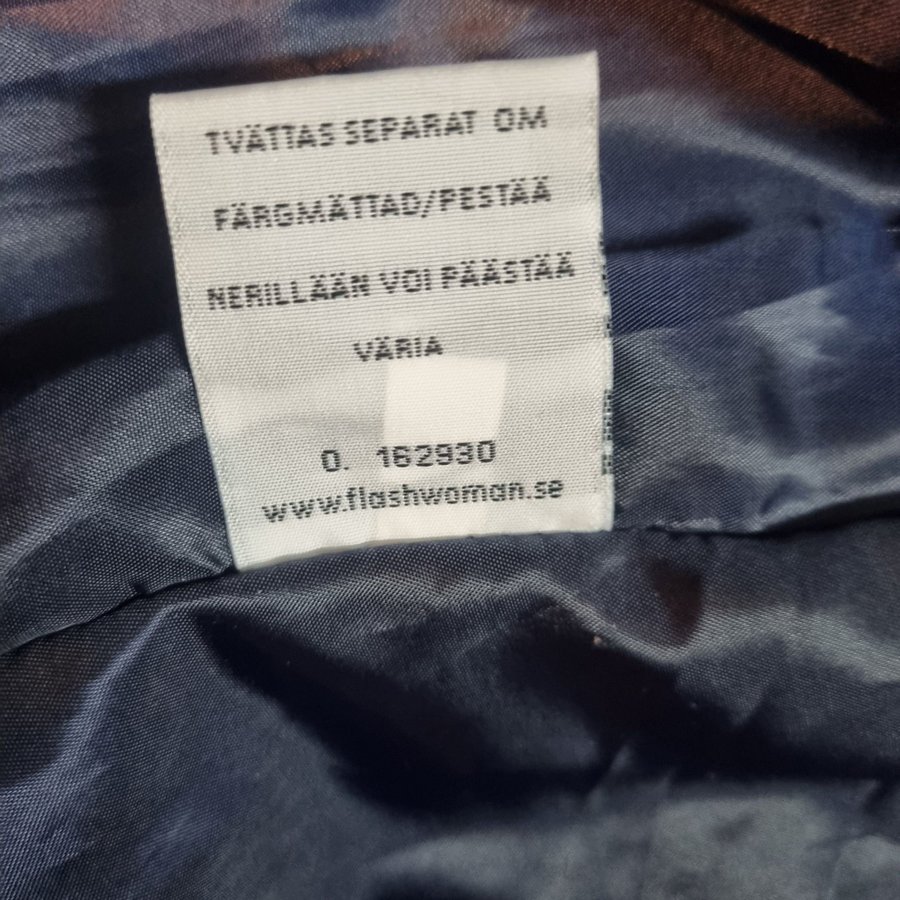 TVÄTTAS SEPARAT OM
FÄRGMÄTTAD/PESTÄÄ
NERILLÄÄN VOI PÄÄSTÄÄ
VÄRIA
0. 162930
www.flashwoman.se